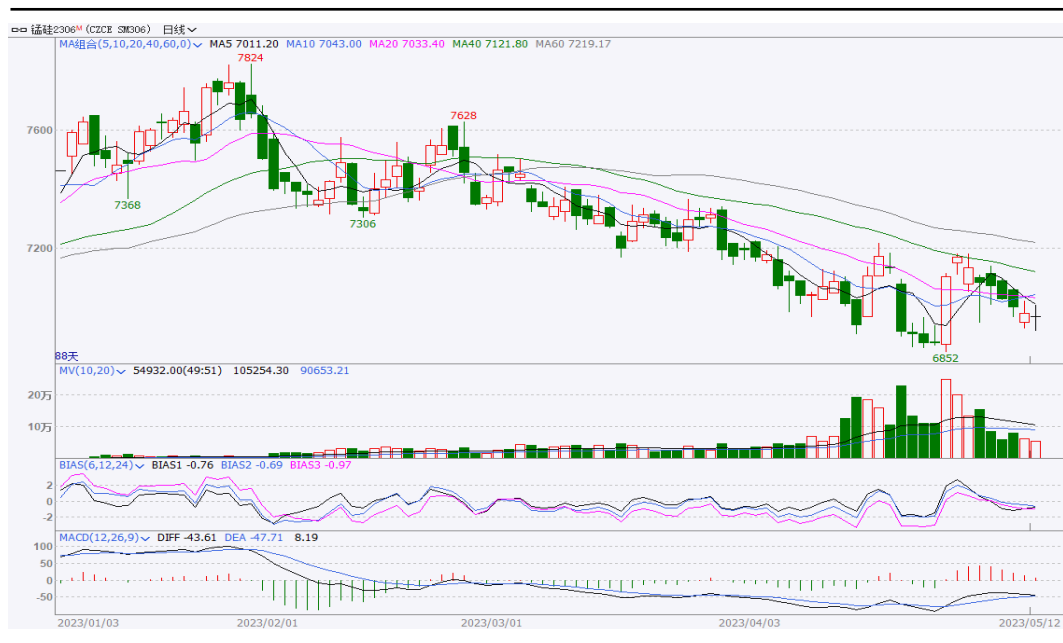 锰硅2306M (CZCE SM306) 日线
MA组合(5,10,20,40,60,0) MA5 7011.20 MA10 7043.00 MA20 7033.40 MA40 7121.80 MA60 7219.17
7824
7628
7600
7368
7306
7200
6852
88天
MV(10,20) 54932.00(49:51) 105254.30 90653.21
20万
10万
BIAS(6,12,24) BIAS1 -0.76 BIAS2 -0.69 BIAS3 -0.97
2
0
-2
MACD(12,26,9) DIFF -43.61 DEA -47.71 8.19
100
50
0
-50
2023/01/03 2023/02/01 2023/03/01 2023/04/03 2023/05/12